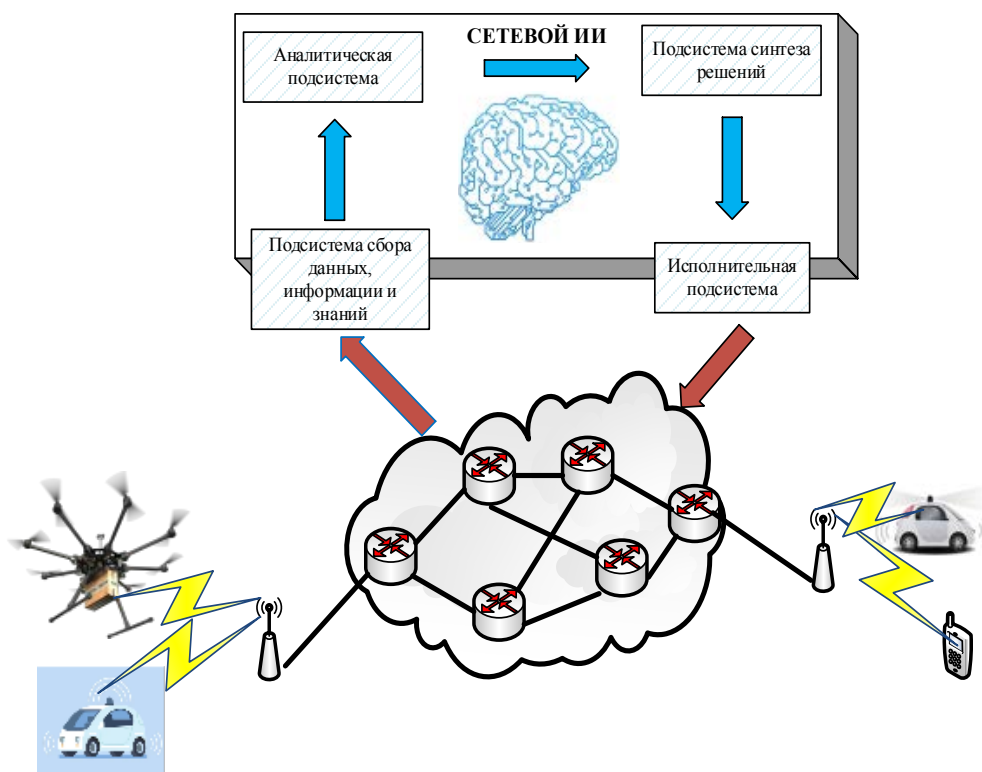 СЕТЕВОЙ ИИ
Аналитическая
подсистема
Подсистема синтеза
решений
Подсистема сбора
данных,
информации и
знаний
Исполнительная
подсистема